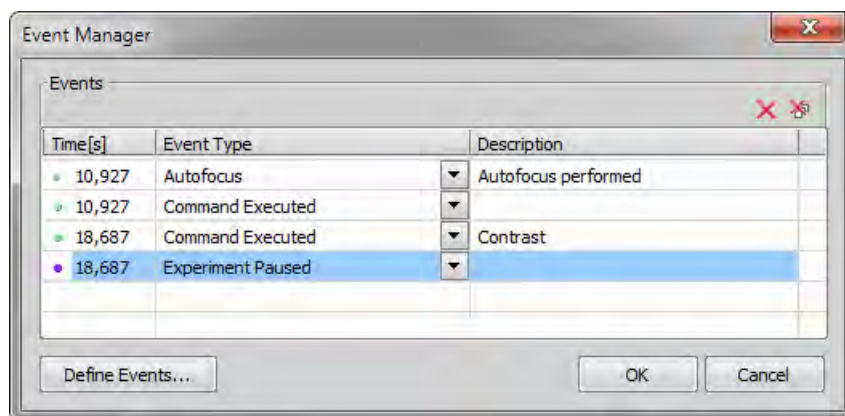 Event Manager
Events
Time[s] Event Type Description
10,927 Autofocus Autofocus performed
10,927 Command Executed
18,687 Command Executed Contrast
18,687 Experiment Paused
Define Events... OK Cancel